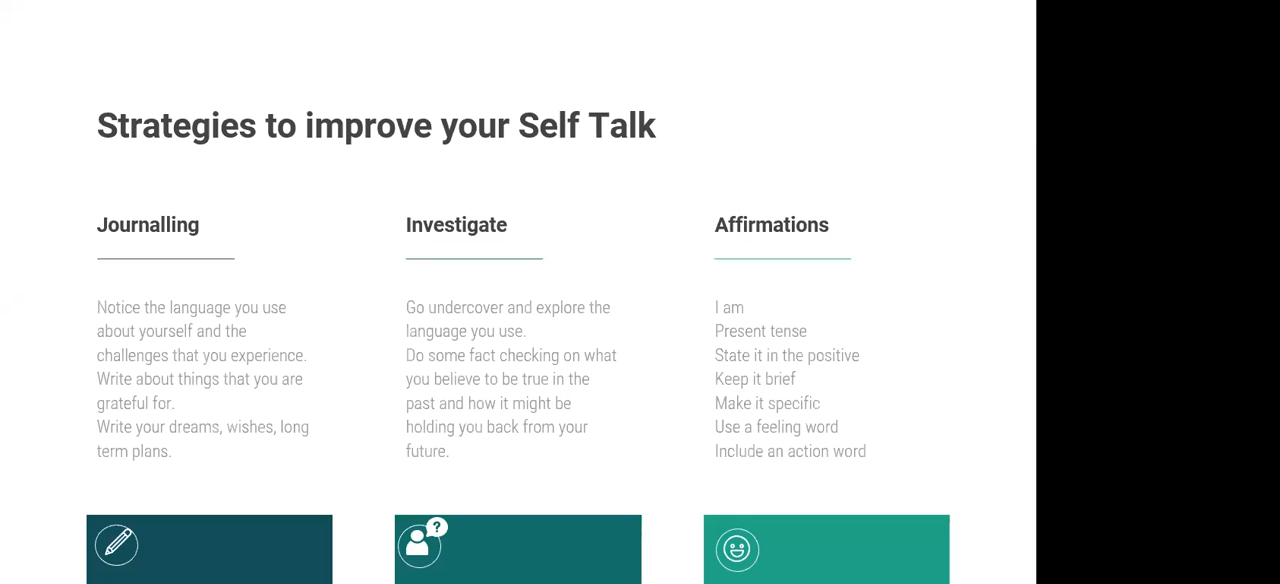 Strategies to improve your Self Talk
Journalling
Notice the language you use
about yourself and the
challenges that you experience.
Write about things that you are
grateful for.
Write your dreams, wishes, long
term plans.
Investigate
Go undercover and explore the
language you use.
Do some fact checking on what
you believe to be true in the
past and how it might be
holding you back from your
future.
Affirmations
I am
Present tense
State it in the positive
Keep it brief
Make it specific
Use a feeling word
Include an action word
?